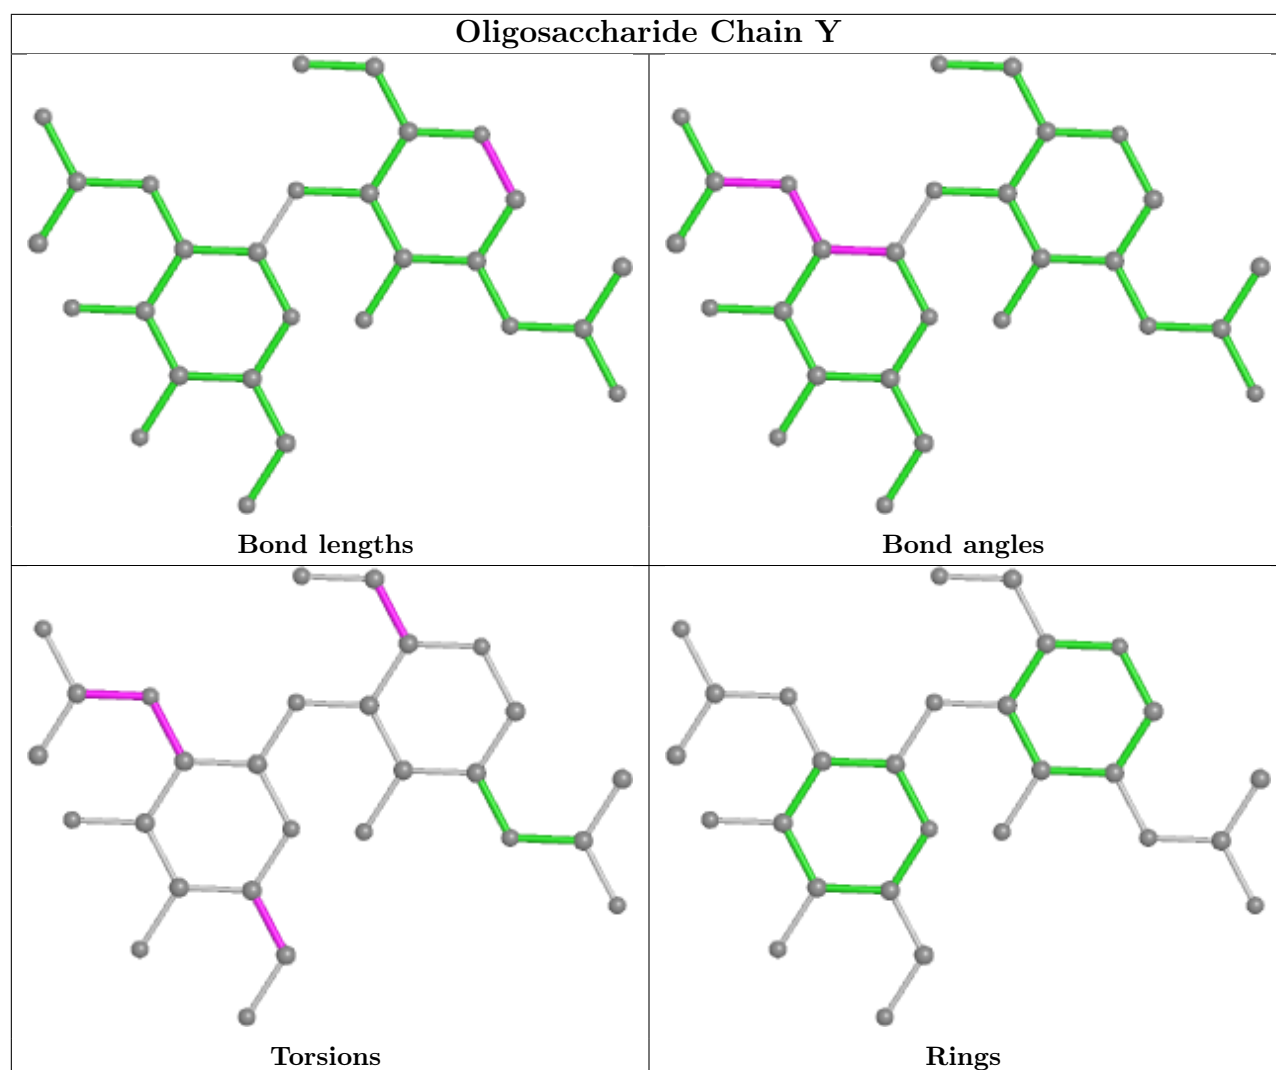 Oligosaccharide Chain Y
Bond lengths
Bond angles
Torsions
Rings